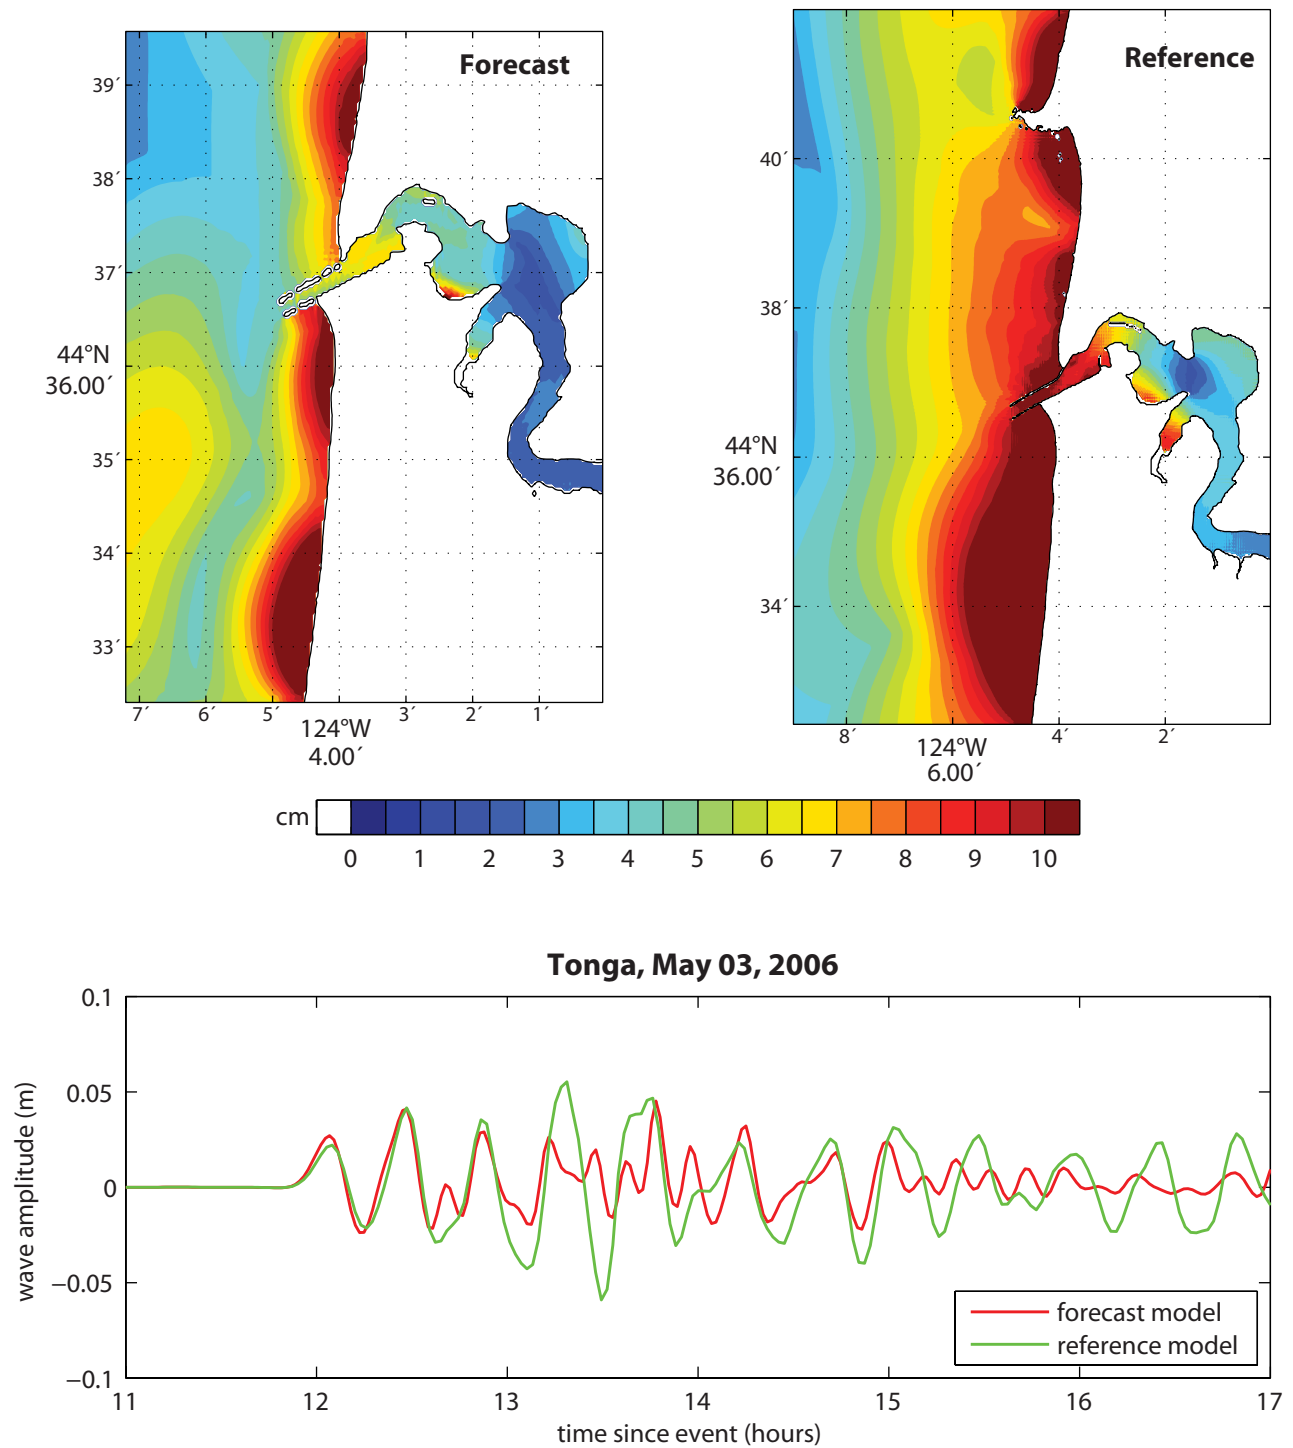 Forecast
39´
38´
37´
44°N
36.00´
35´
34´
33´
7´ 6´ 5´ 124°W 3´ 2´ 1´
4.00´
Reference
40´
38´
44°N
36.00´
34´
8´ 124°W 4´ 2´
6.00´
cm
0 1 2 3 4 5 6 7 8 9 10
Tonga, May 03, 2006
wave amplitude (m)
0.1
0.05
0
−0.05
−0.1
forecast model
reference model
11 12 13 14 15 16 17
time since event (hours)